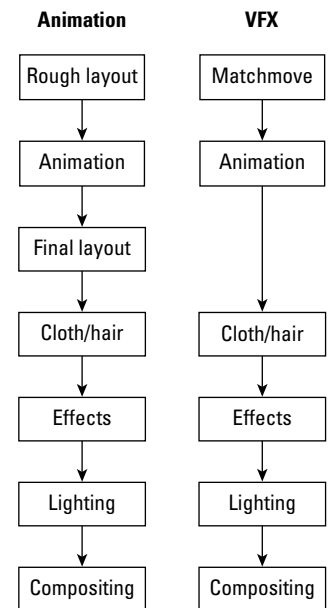 Animation
Rough layout
Animation
Final layout
Cloth/hair
Effects
Lighting
Compositing
VFX
Matchmove
Animation
Cloth/hair
Effects
Lighting
Compositing